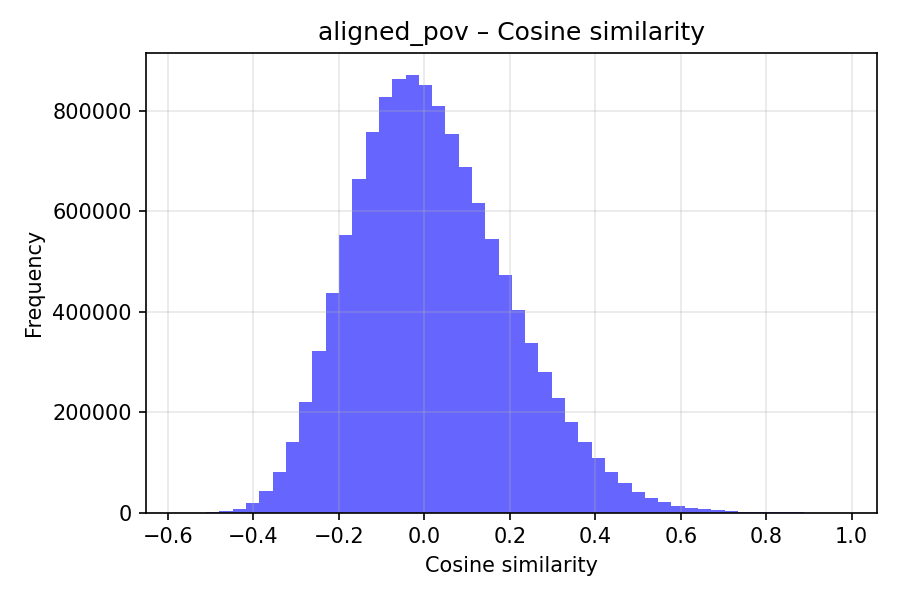 aligned_pov – Cosine similarity
800000
600000
400000
200000
0
Frequency
−0.6 −0.4 −0.2 0.0 0.2 0.4 0.6 0.8 1.0
Cosine similarity